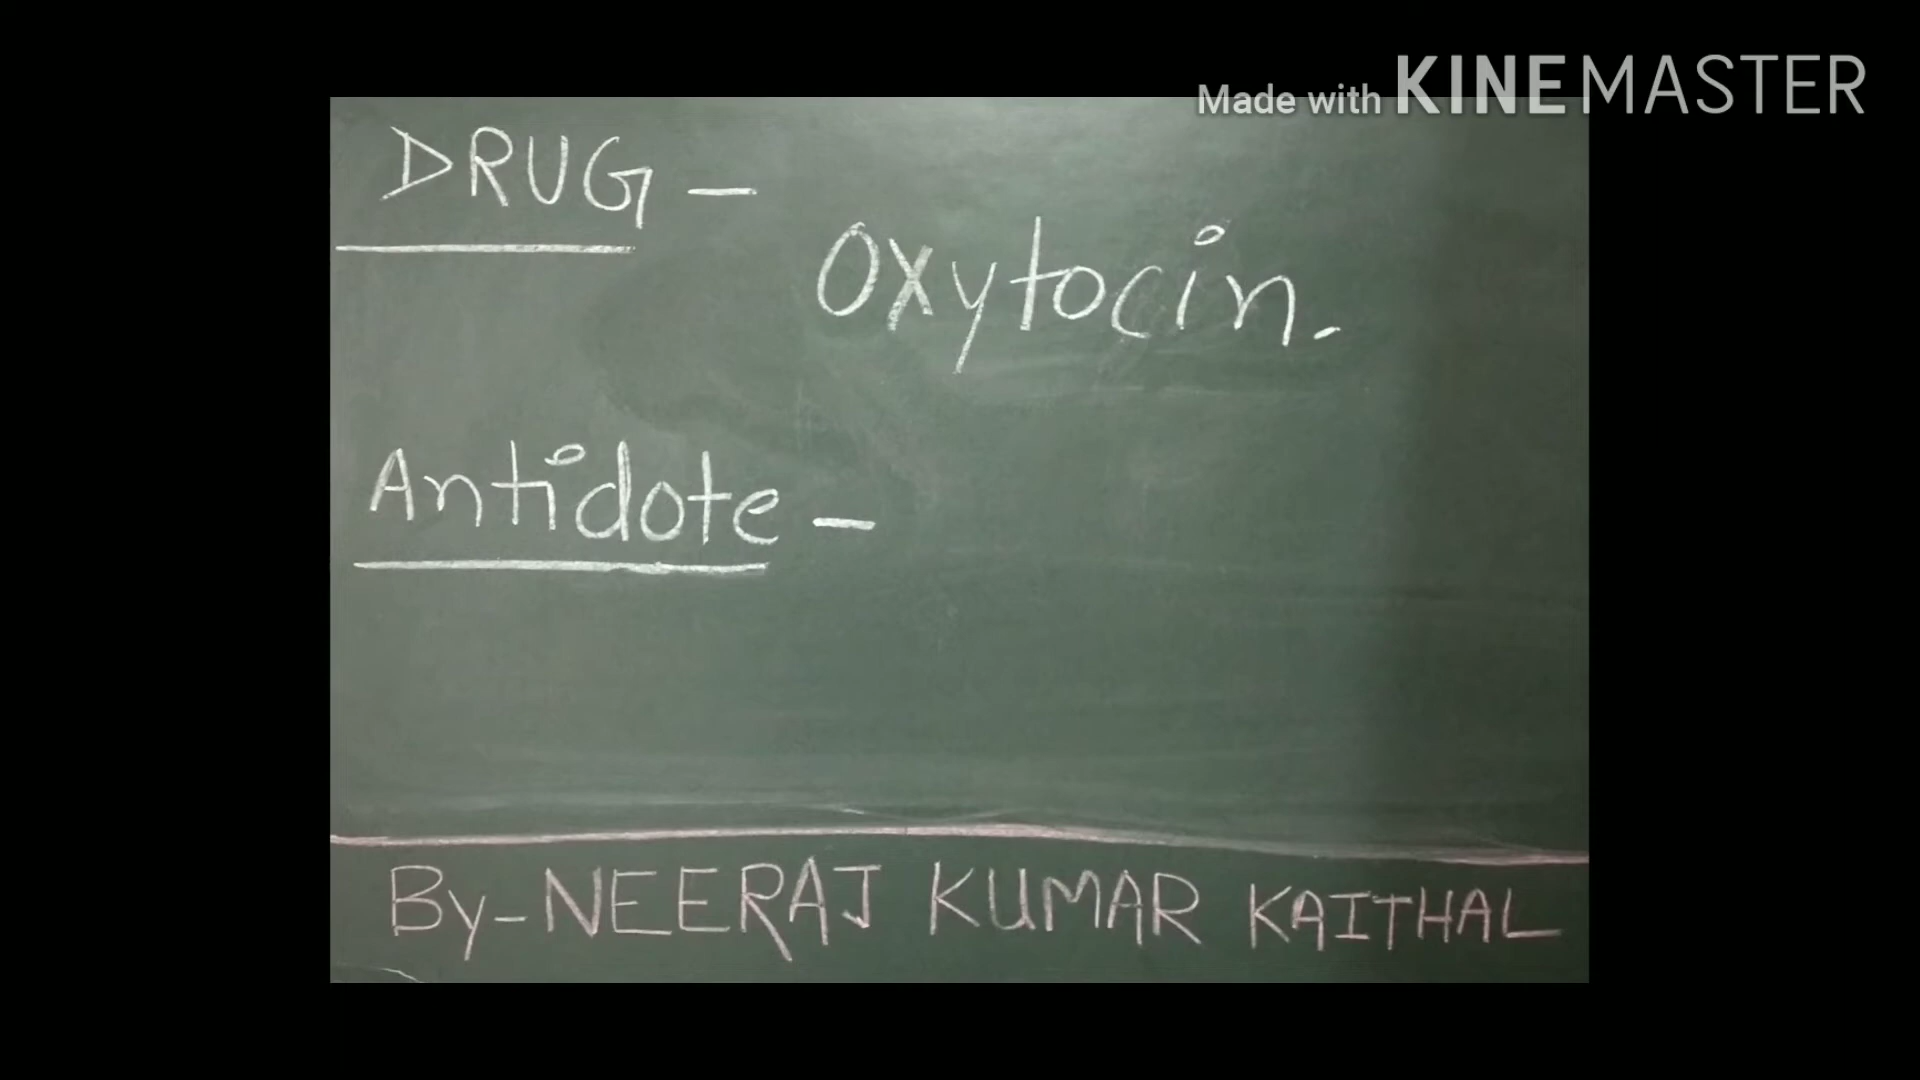 Made with KINEMASTER
DRUG -
Oxytocin.
Antidote -
By-NEERAJ KUMAR KAITHAL